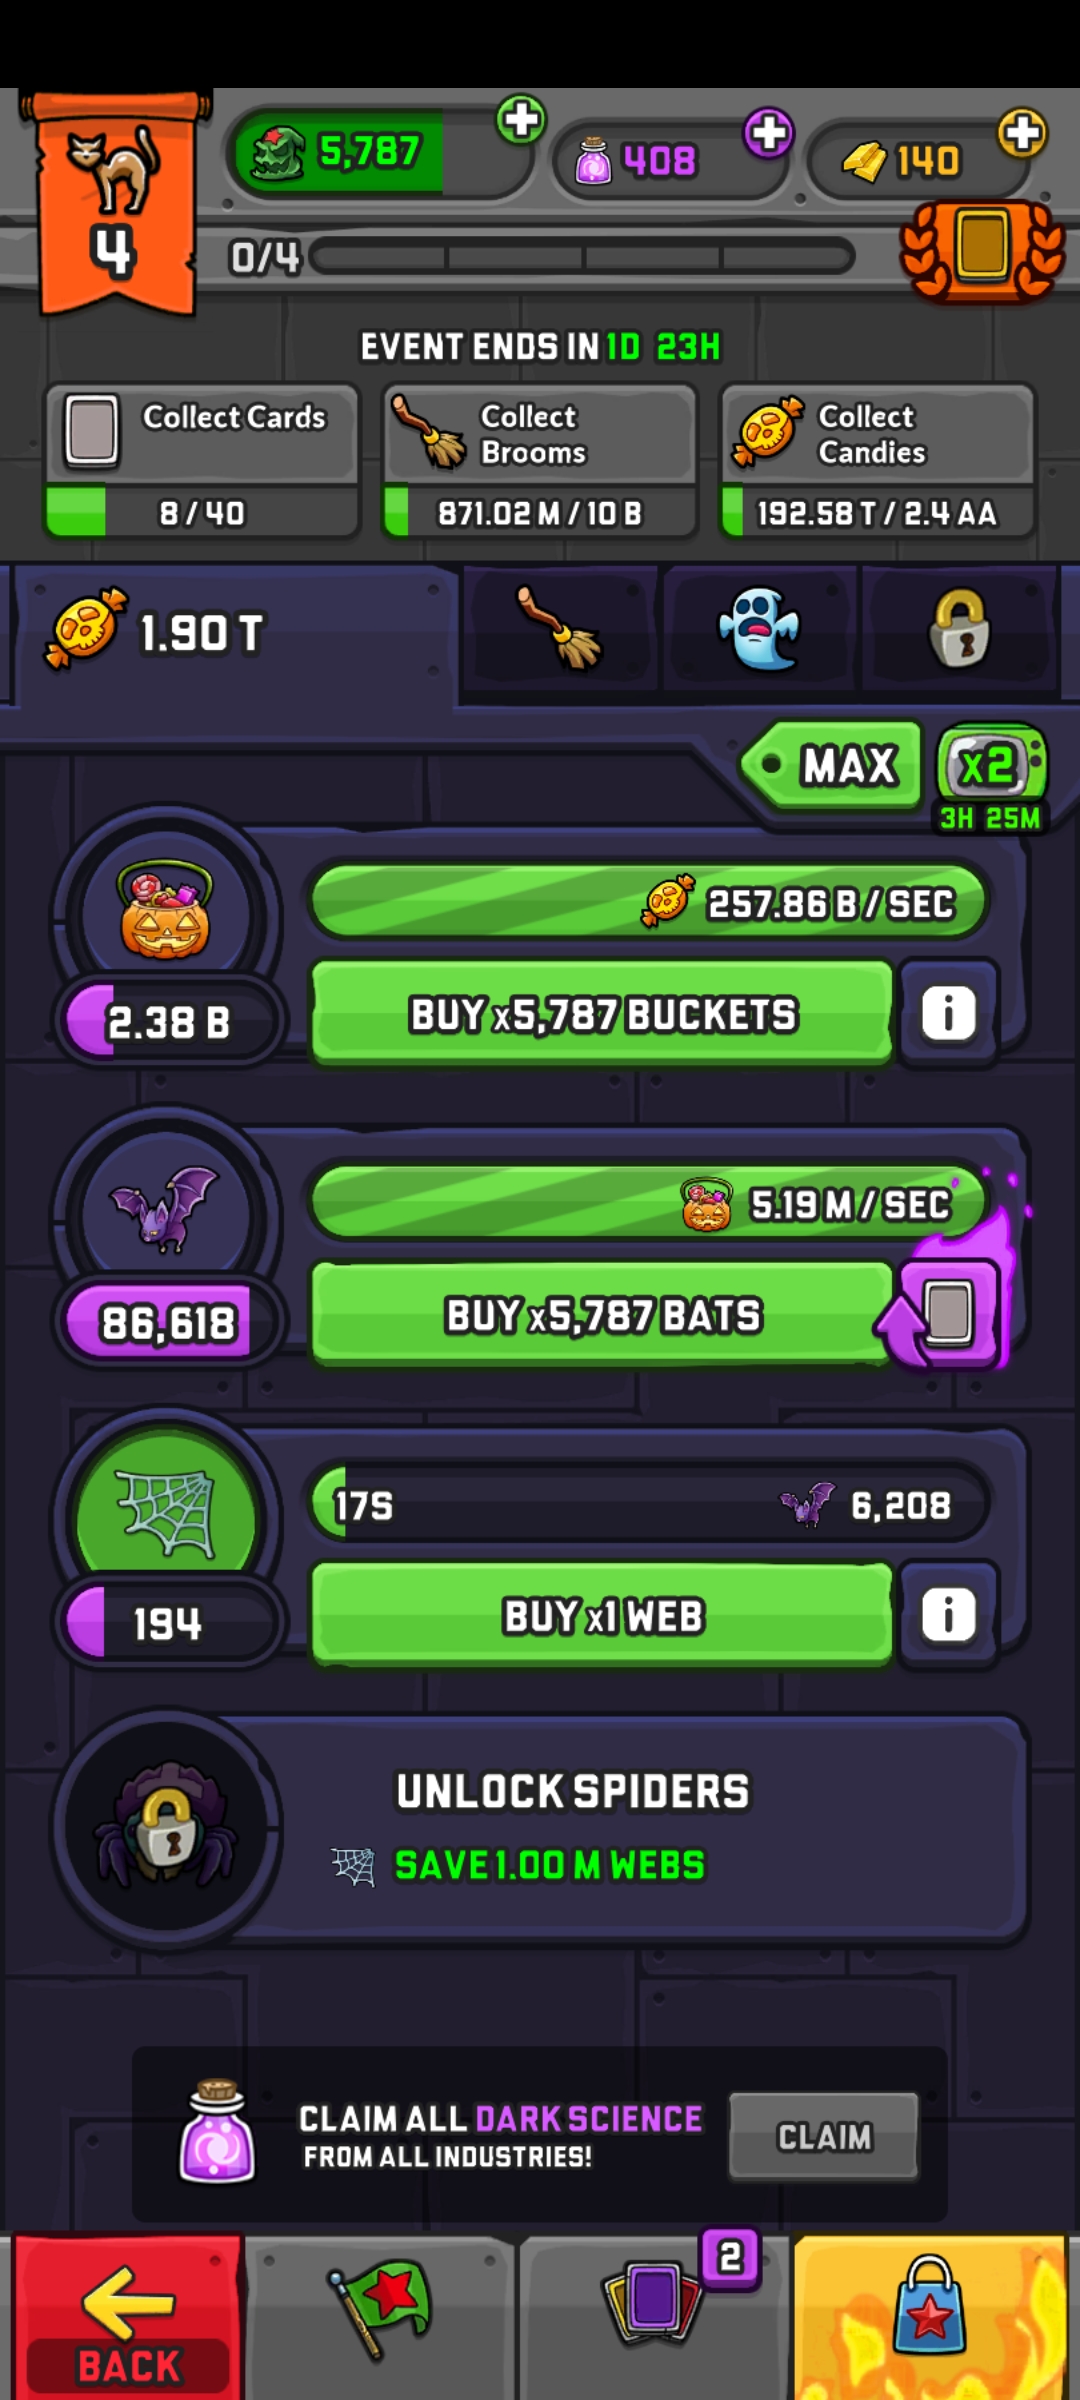 5,787
408
140
4
0/4
EVENT ENDS IN 1D 23H
Collect Cards
8 / 40
Collect
Brooms
871.02 M / 10 B
Collect
Candies
192.58 T / 2.4 AA
1.90 T
MAX
x2
3H 25M
257.86 B / SEC
2.38 B
BUY x5,787 BUCKETS
i
5.19 M / SEC
86,618
BUY x5,787 BATS
17S
6,208
194
BUY x1 WEB
i
UNLOCK SPIDERS
SAVE 1.00 M WEBS
CLAIM ALL DARK SCIENCE
FROM ALL INDUSTRIES!
CLAIM
2
BACK